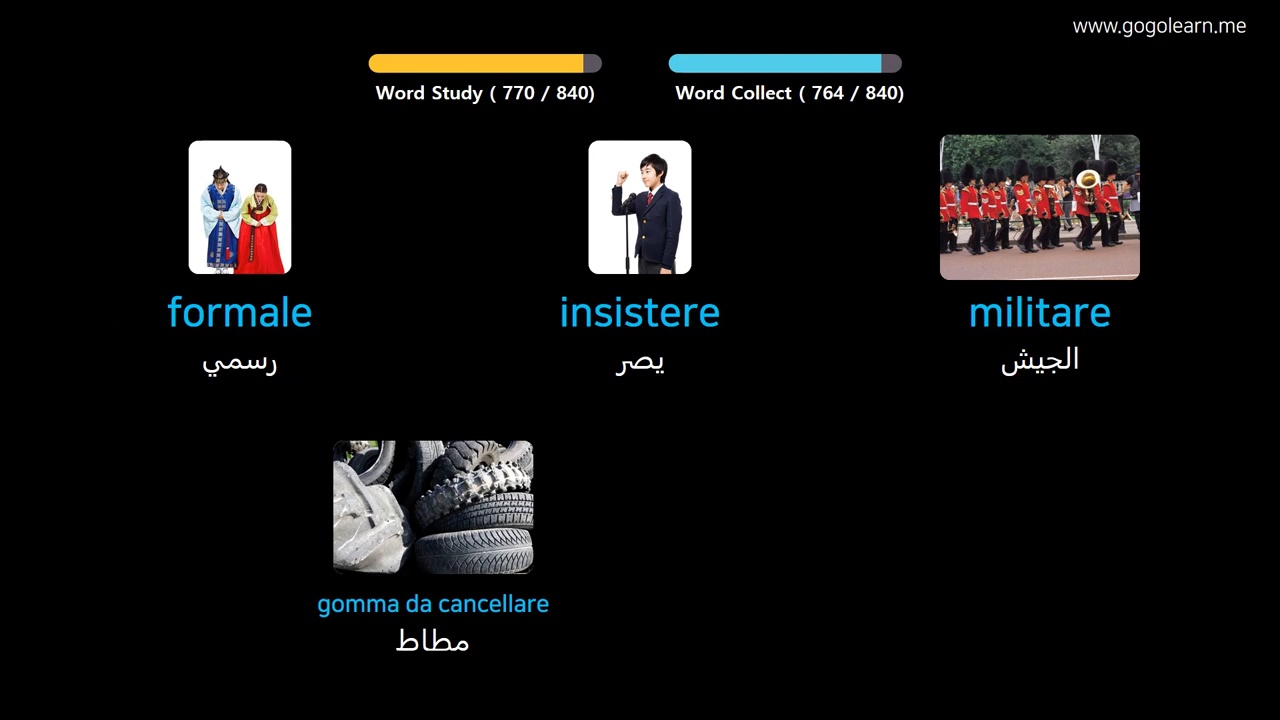 www.gogolearn.me
Word Study ( 770 / 840)
Word Collect ( 764 / 840)
formale
رسمي
insistere
يصر
militare
الجيش
gomma da cancellare
مطاط